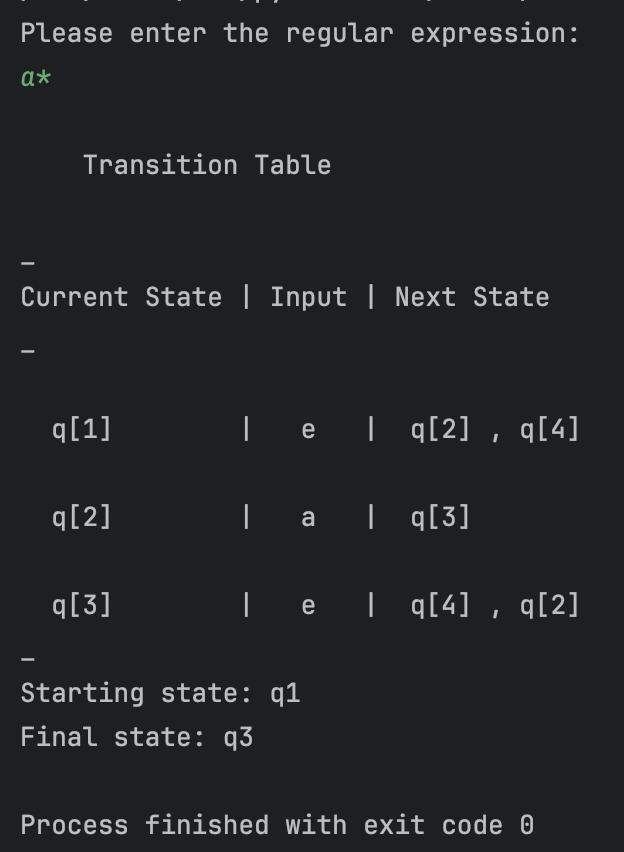 Please enter the regular expression:
a*
Transition Table
_
Current State | Input | Next State
_
q[1] | e | q[2] , q[4]
q[2] | a | q[3]
q[3] | e | q[4] , q[2]
_
Starting state: q1
Final state: q3
Process finished with exit code 0